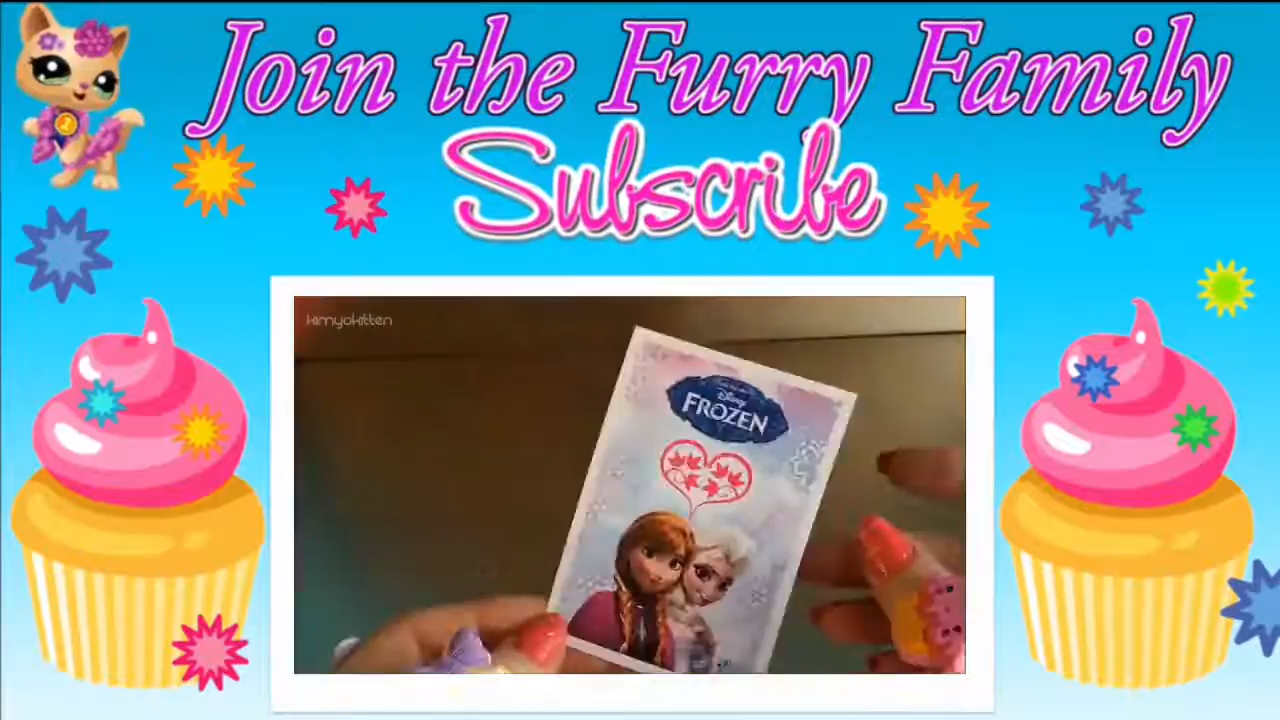 Join the Furry Family
Subscribe
kimyokitten
Disney
FROZEN